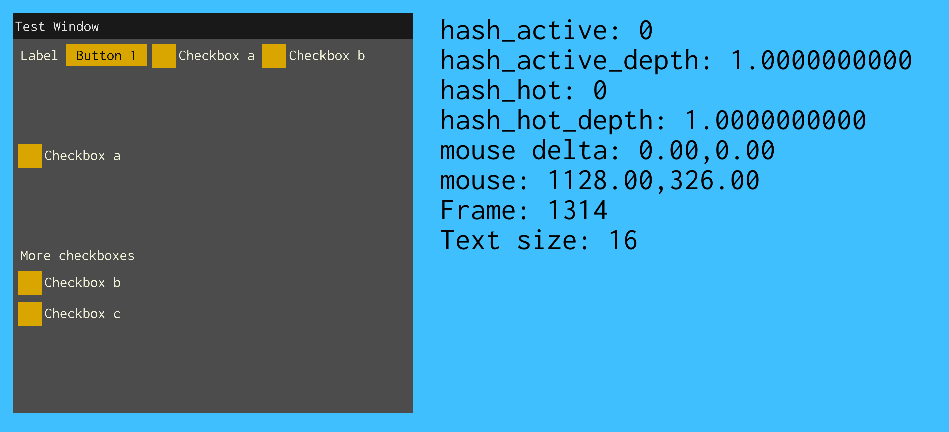 Test Window
Label Button 1 Checkbox a Checkbox b
Checkbox a
More checkboxes
Checkbox b
Checkbox c
hash_active: 0
hash_active_depth: 1.0000000000
hash_hot: 0
hash_hot_depth: 1.0000000000
mouse delta: 0.00,0.00
mouse: 1128.00,326.00
Frame: 1314
Text size: 16